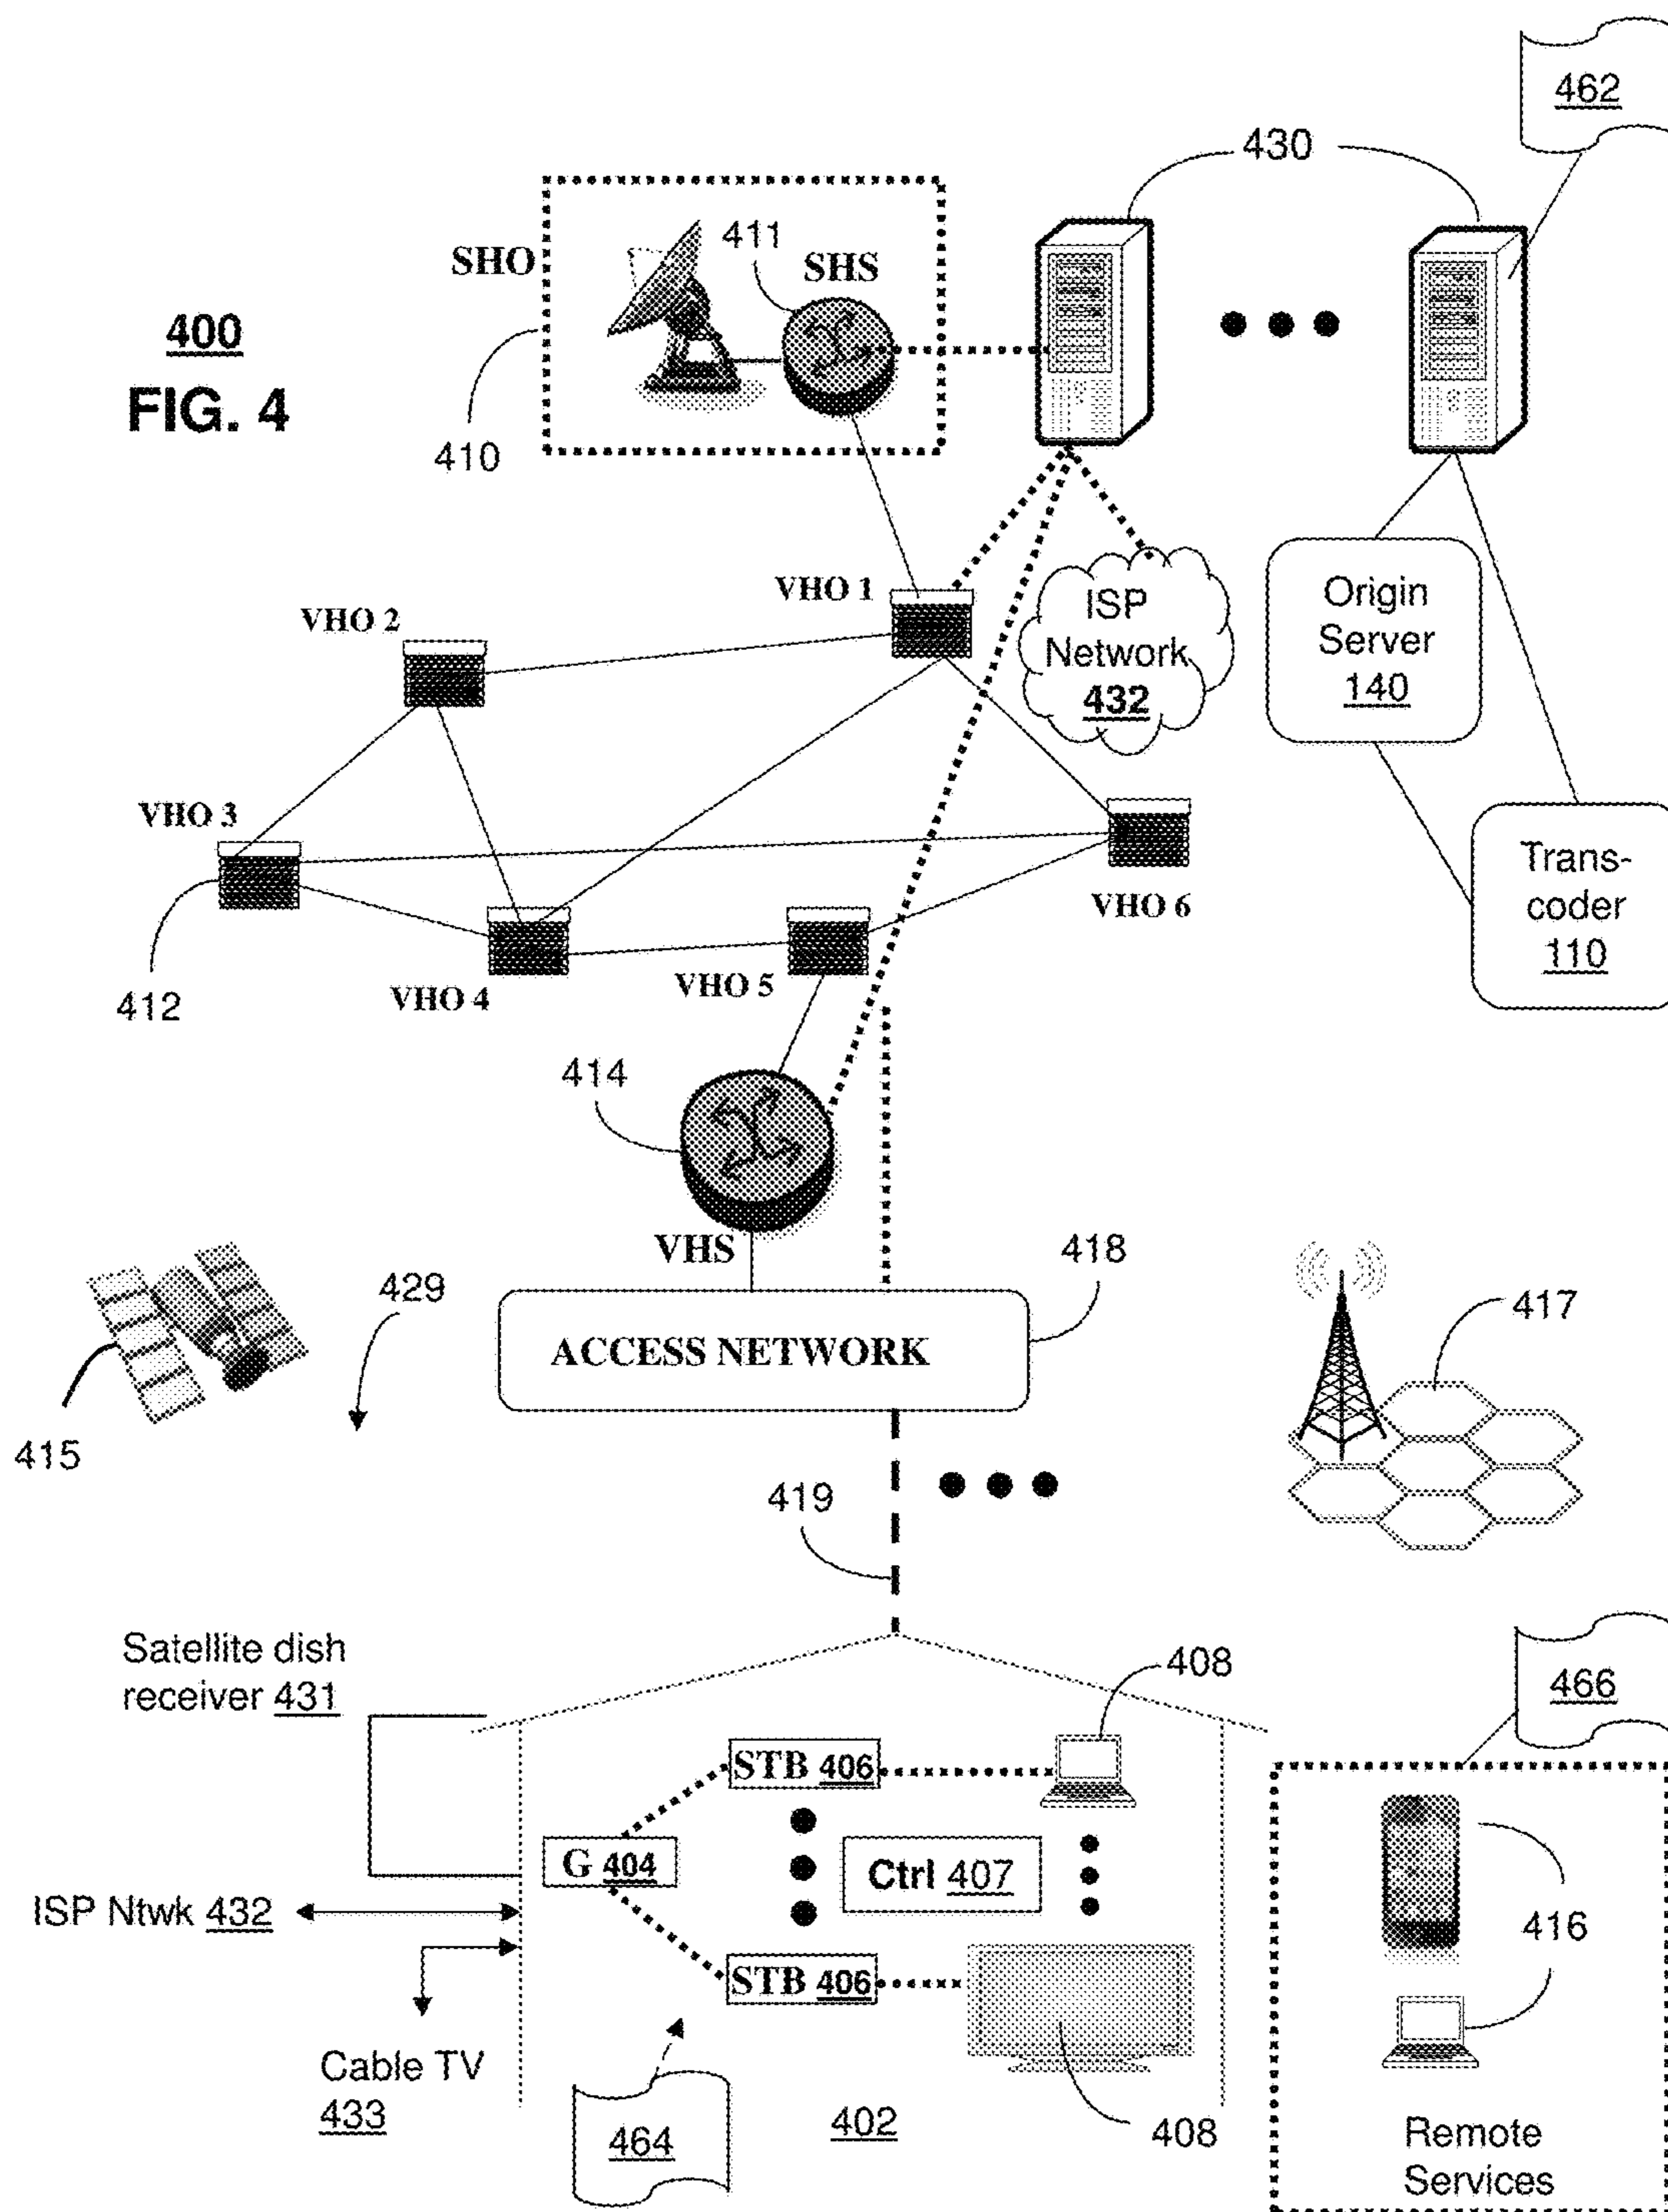 462
430
411
SHO
SHS
400
FIG. 4
410
VHO 1
VHO 2
ISP
Network
432
Origin
Server
140
VHO 3
Trans-
coder
110
VHO 6
412
VHO 4
VHO 5
414
VHS
418
429
417
ACCESS NETWORK
415
419
Satellite dish
receiver 431
408
466
STB 406
G 404
Ctrl 407
ISP Ntwk 432
416
STB 406
Cable TV
433
464
402
408
Remote
Services